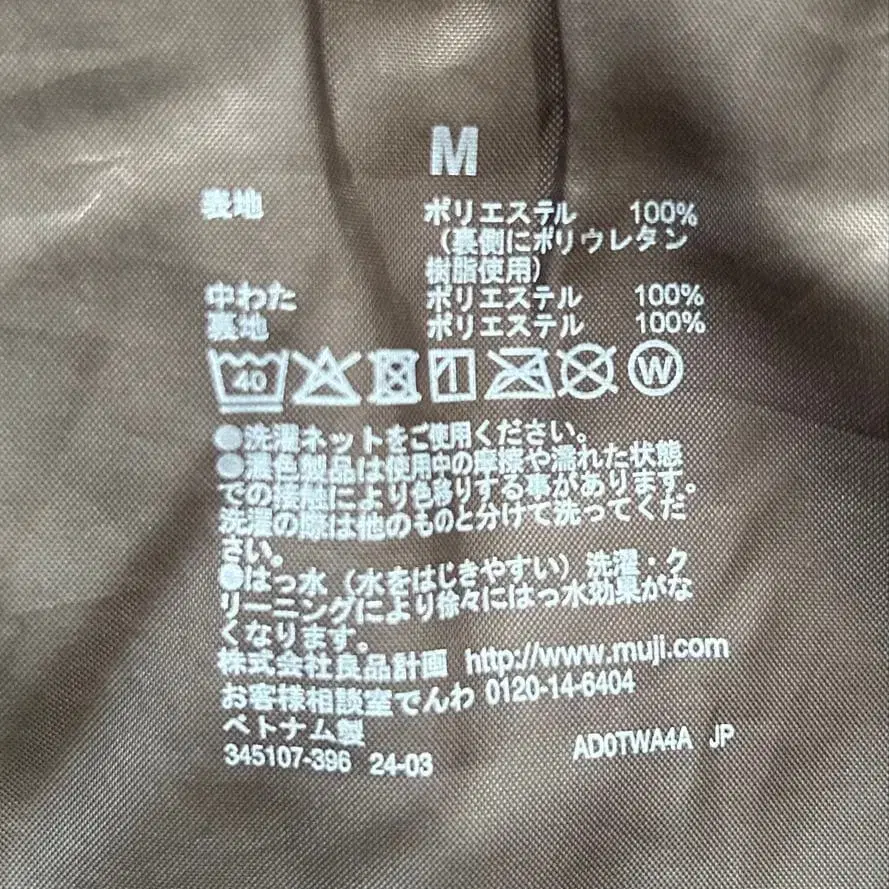 M
表地 ポリエステル 100%
(裏側にポリウレタン
樹脂使用)
中わた ポリエステル 100%
裏地 ポリエステル 100%
40 W
●洗濯ネットをご使用ください。
●濃色製品は使用中の摩擦や濡れた状態
での接触により色移りする事があります。
洗濯の際は他のものと分けて洗ってくだ
さい。
●はっ水(水をはじきやすい)洗濯・ク
リーニングにより徐々にはっ水効果がな
くなります。
株式会社良品計画 http://www.muji.com
お客様相談室でんわ 0120-14-6404
ベトナム製
345107-396 24-03 AD0TWA4A JP